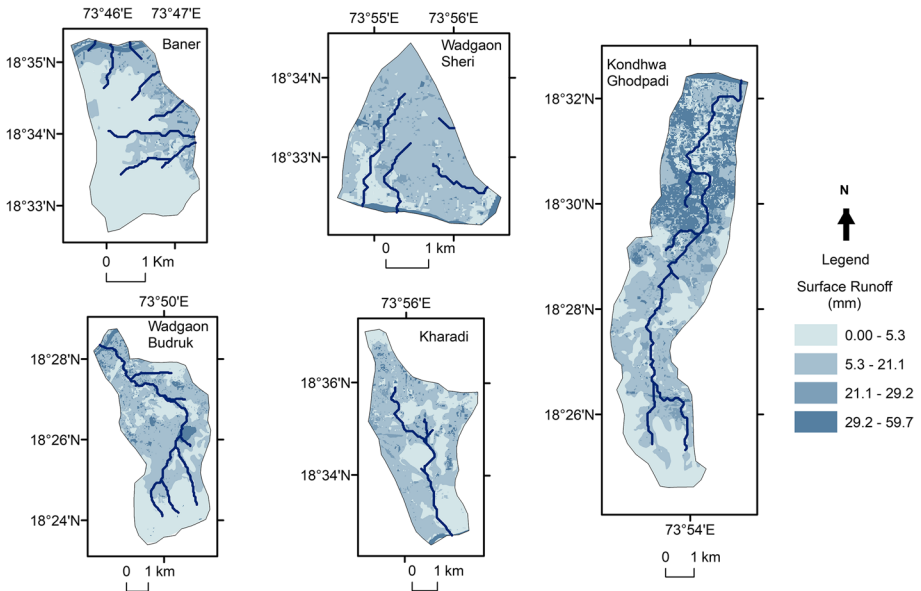 73°46'E 73°47'E
Baner
18°35'N
18°34'N
18°33'N
0 1 Km
73°55'E 73°56'E
Wadgaon
Sheri
18°34'N
18°33'N
0 1 km
Kondhwa
Ghodpadi
18°32'N
18°30'N
18°28'N
18°26'N
73°54'E
0 1 km
73°50'E
Wadgaon
Budruk
18°28'N
18°26'N
18°24'N
0 1 km
73°56'E
Kharadi
18°36'N
18°34'N
0 1 km
N
Legend
Surface Runoff
(mm)
0.00 - 5.3
5.3 - 21.1
21.1 - 29.2
29.2 - 59.7